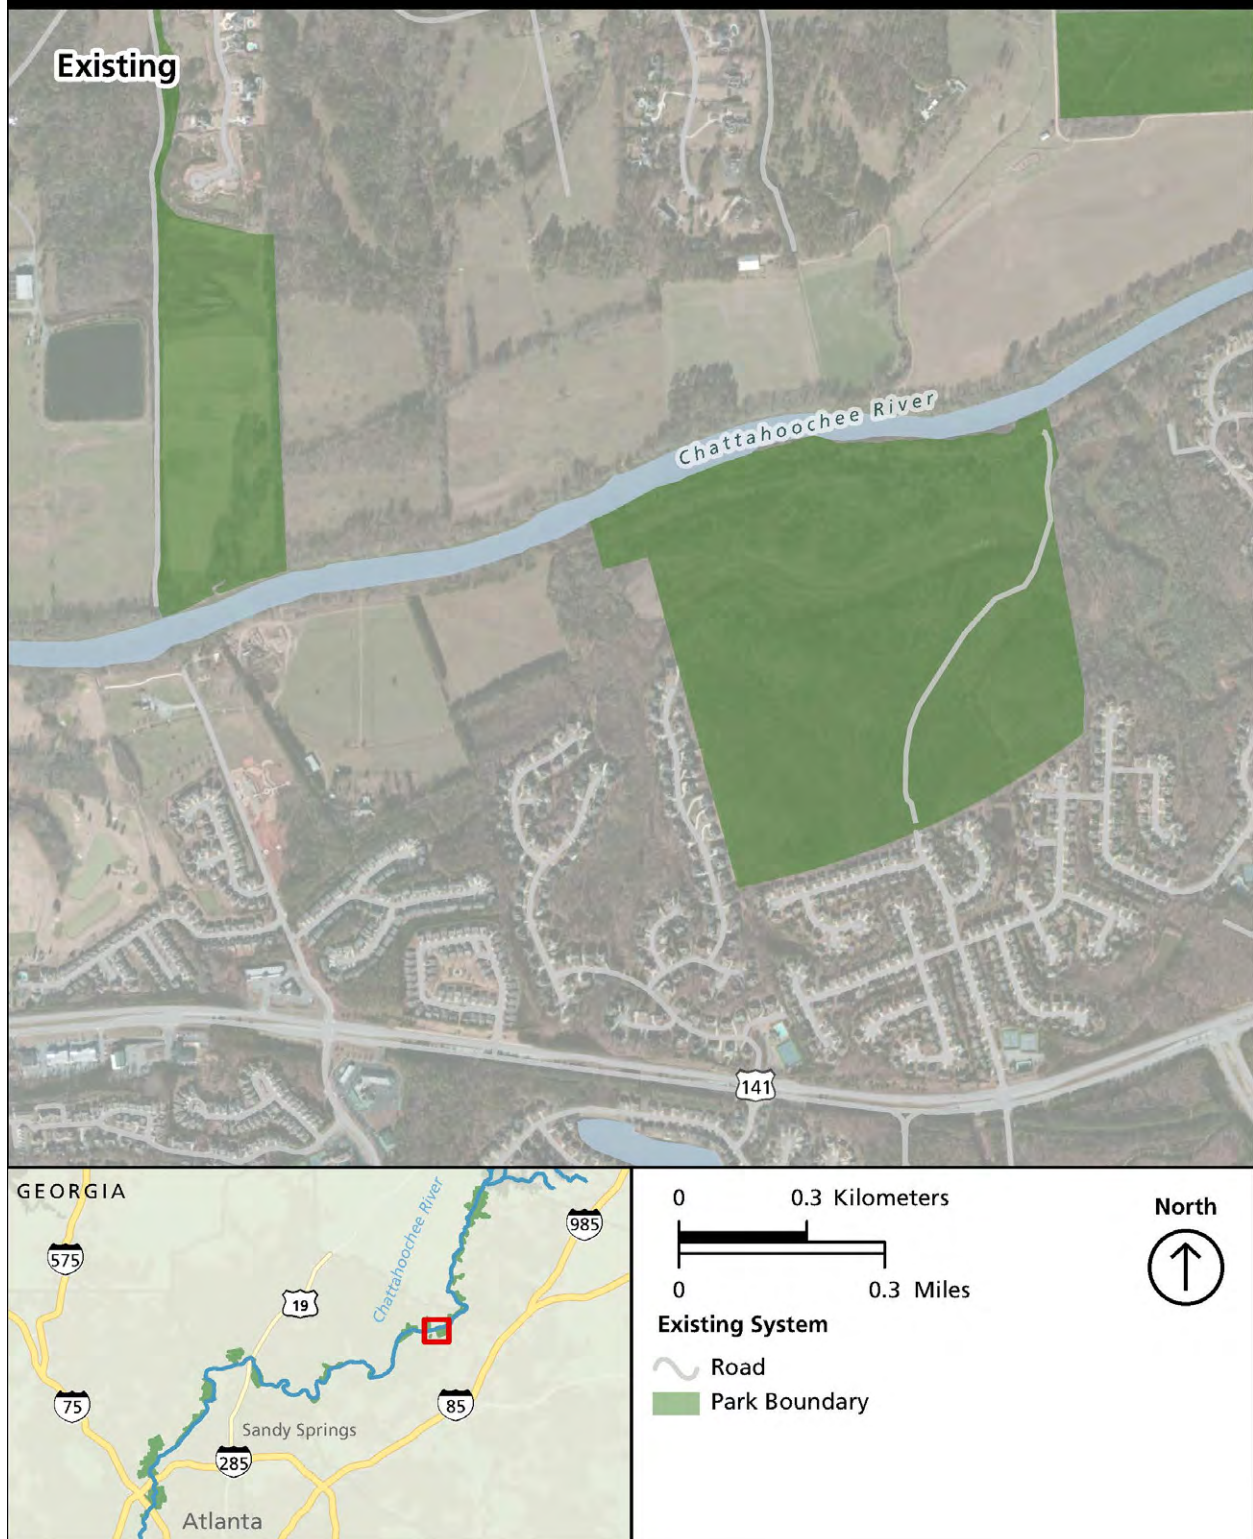 Existing
Chattahoochee River
141
GEORGIA
575
19
Chattahoochee River
985
75
85
Sandy Springs
285
Atlanta
0 0.3 Kilometers
0 0.3 Miles
North
Existing System
Road
Park Boundary